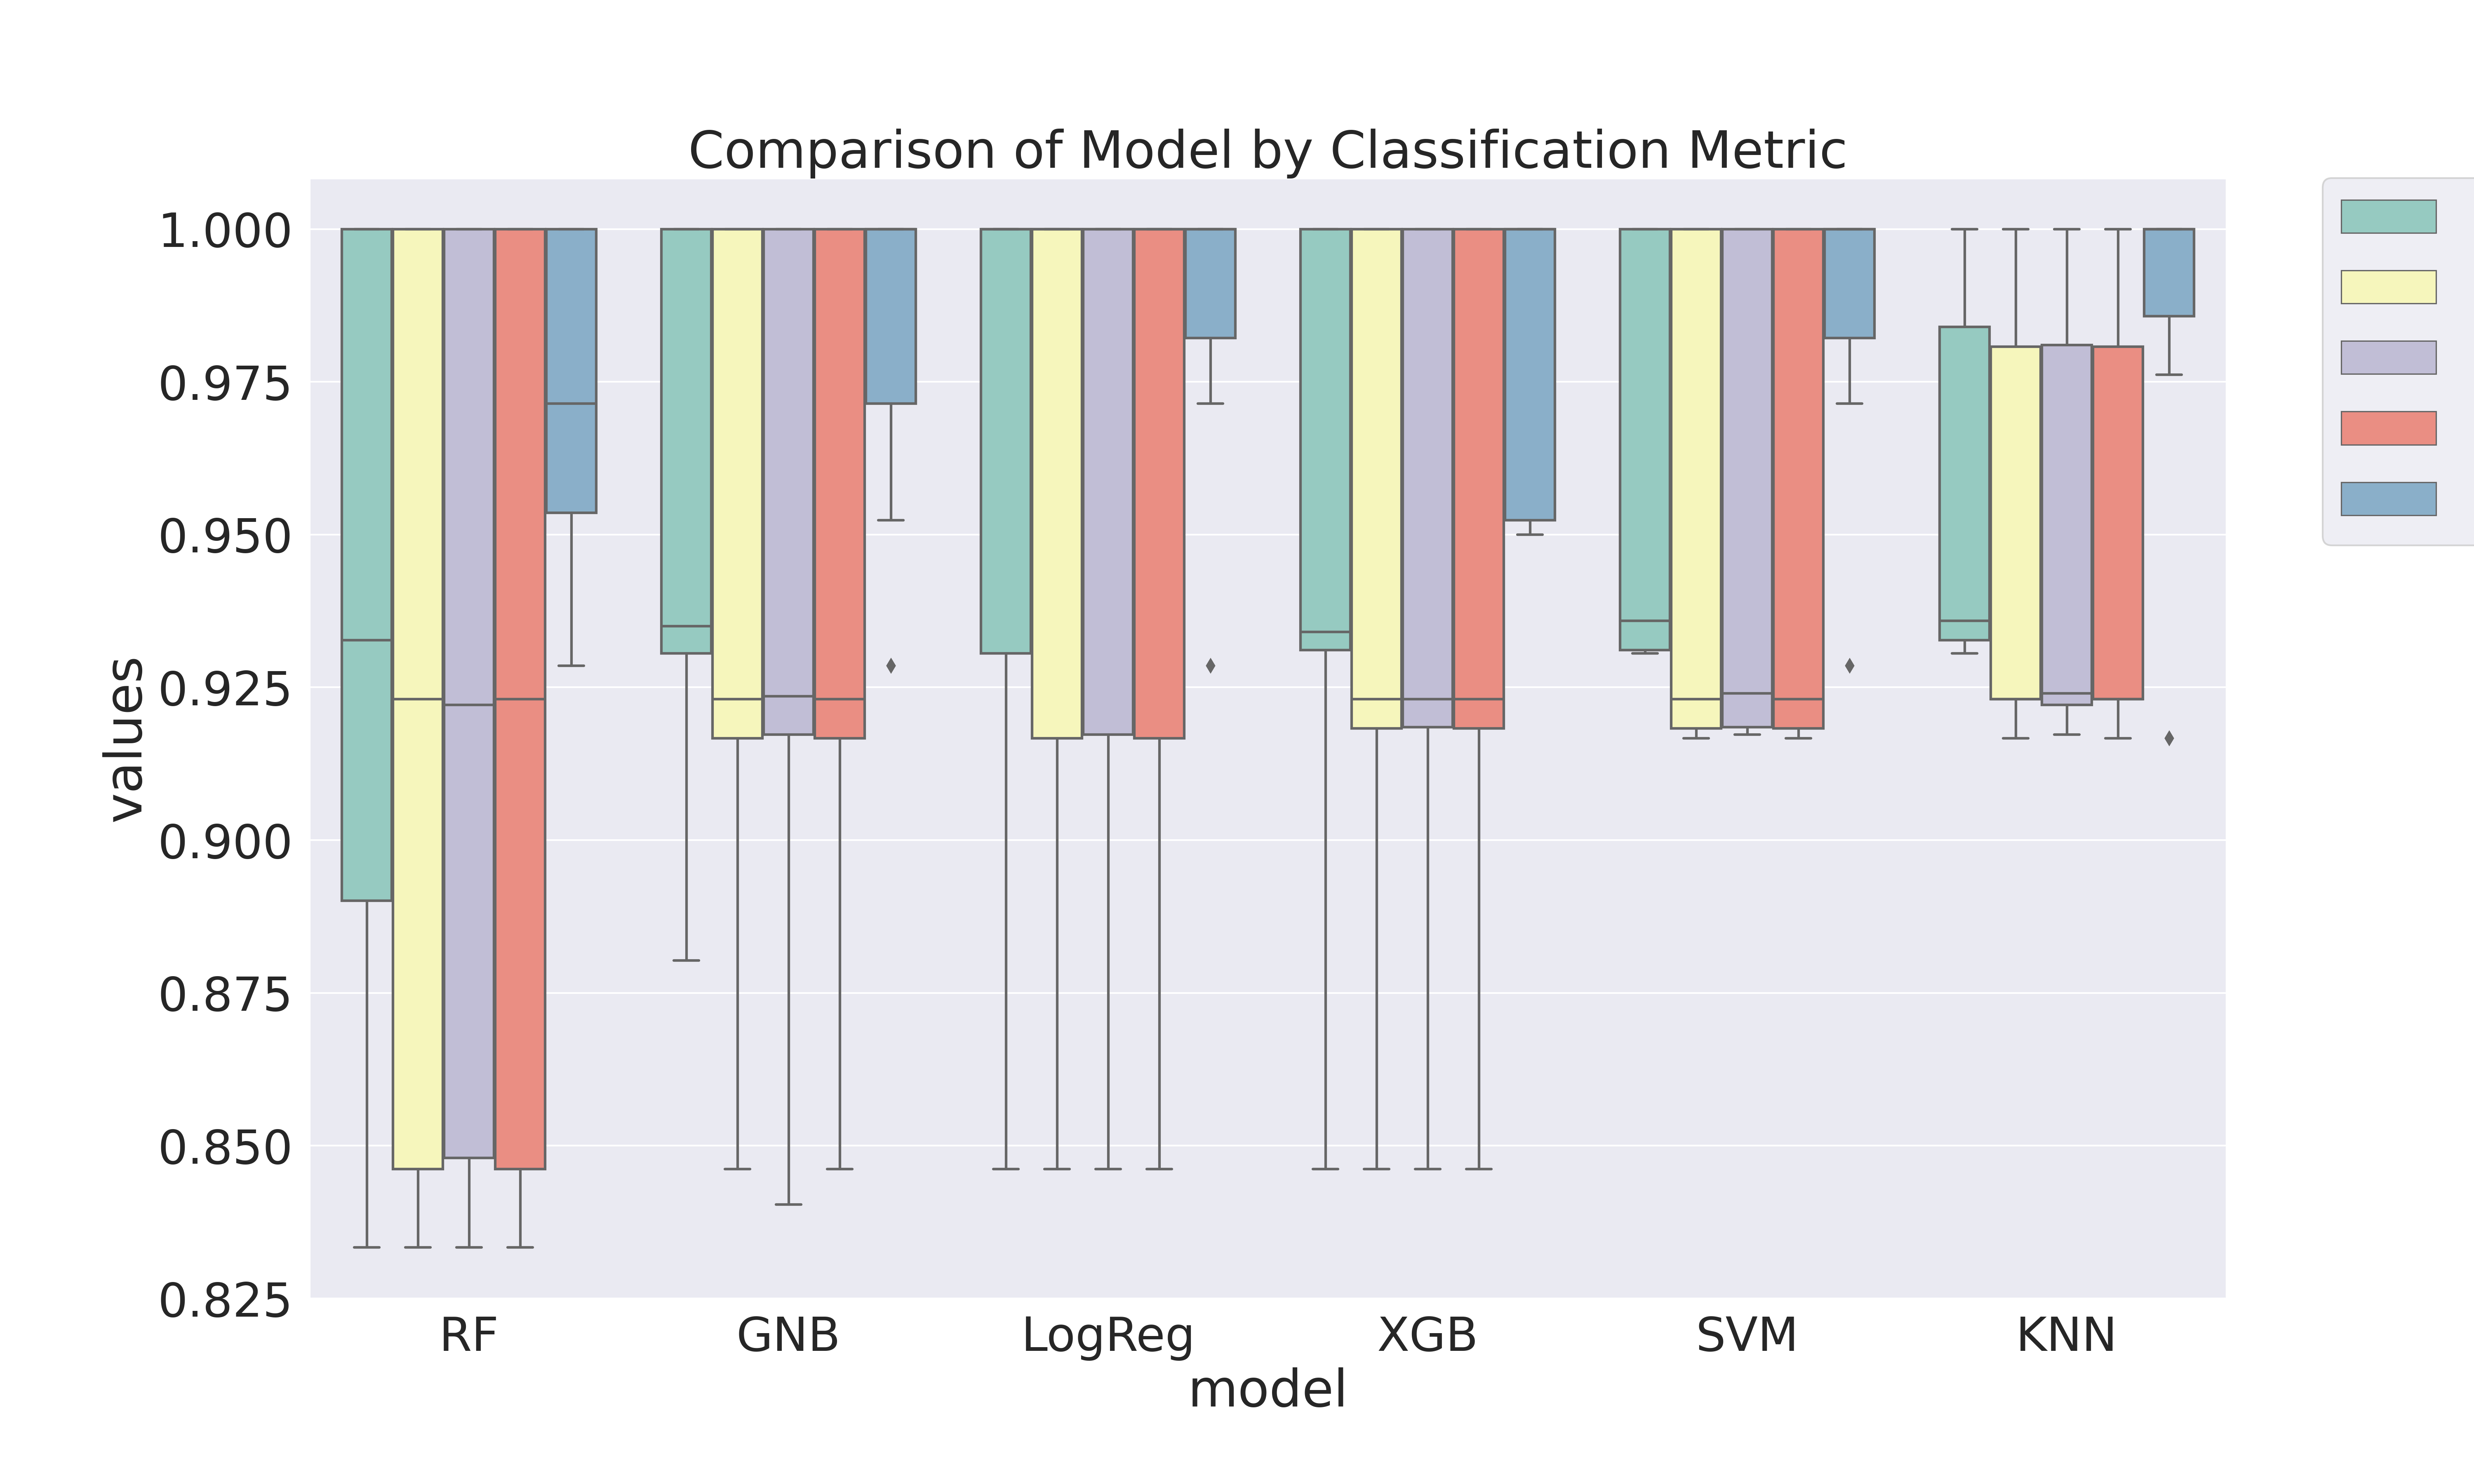 Comparison of Model by Classification Metric
1.000
0.975
0.950
0.925
0.900
0.875
0.850
0.825
values
RF GNB LogReg XGB SVM KNN
model